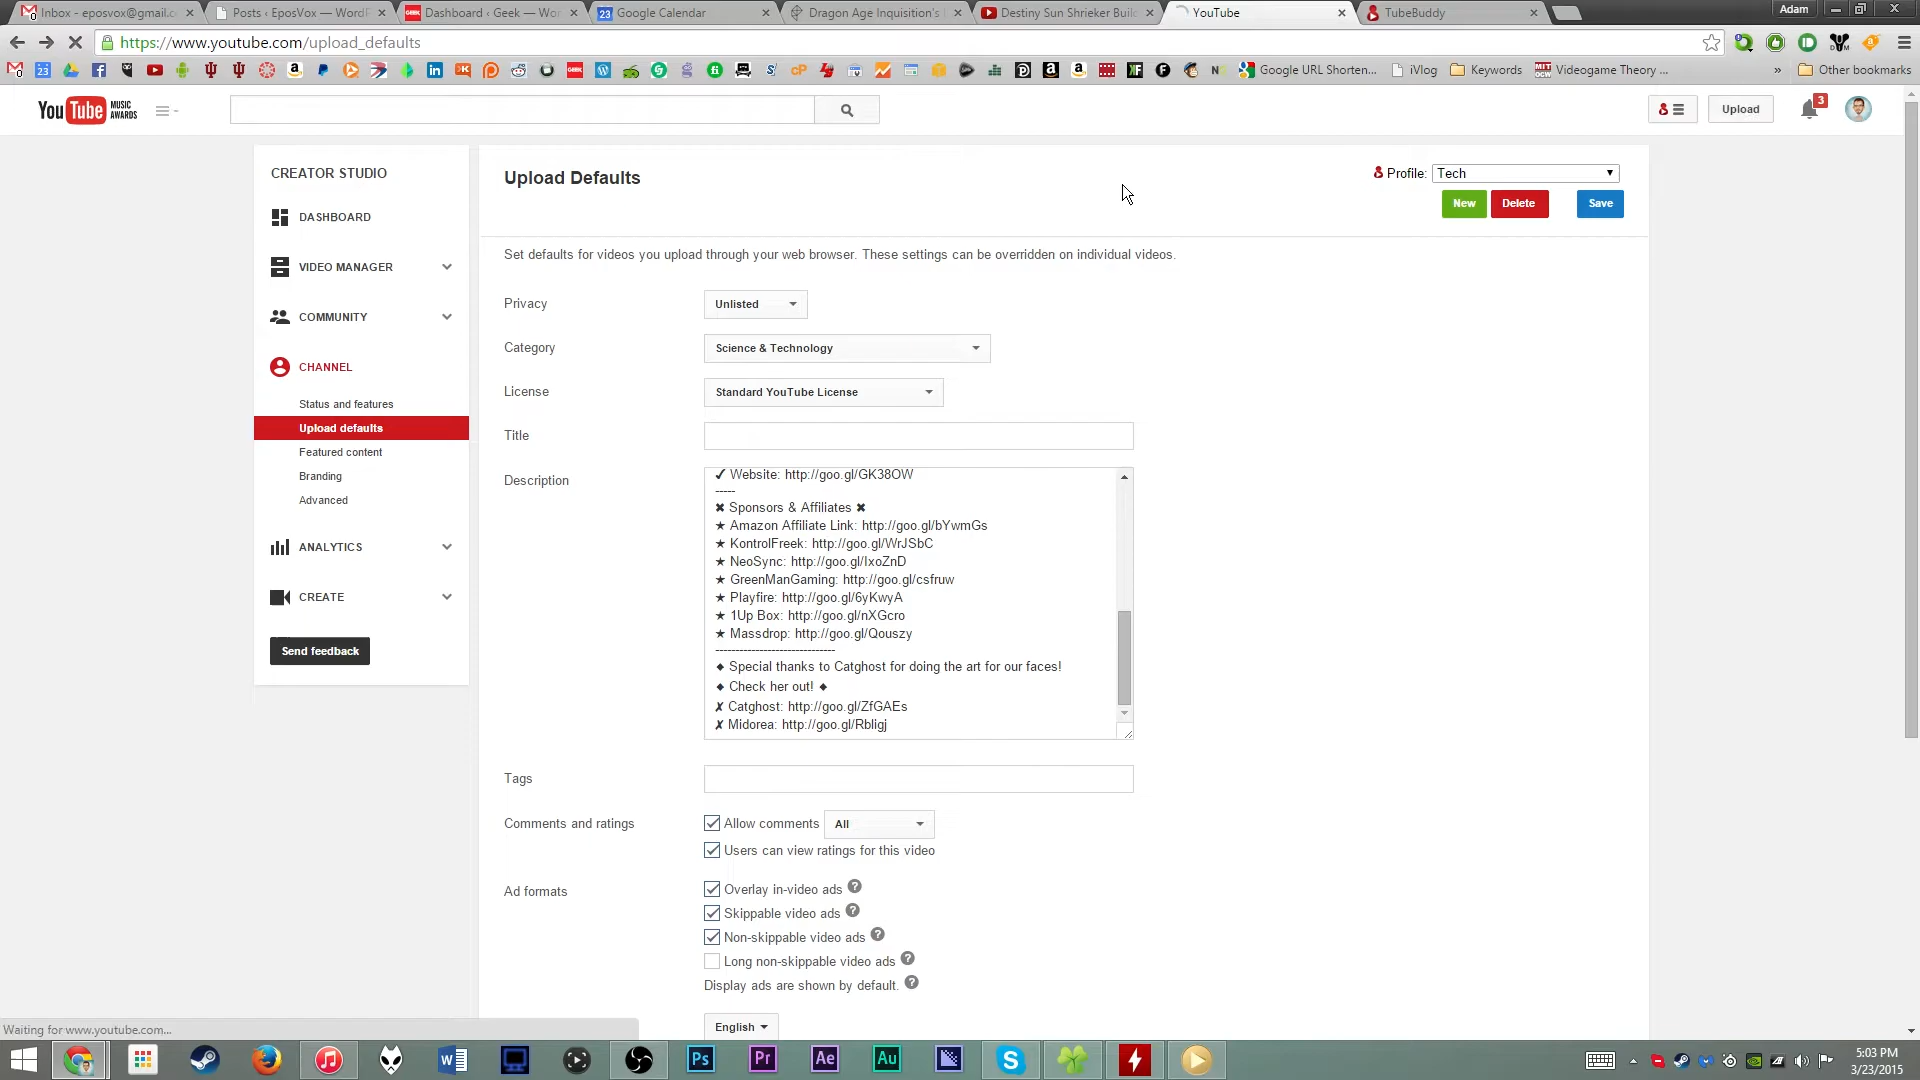 Inbox - eposvox@gmail.c
Posts ‹ EposVox — WordP
Dashboard ‹ Geek — Wor
Google Calendar
Dragon Age Inquisition's
Destiny Sun Shrieker Buil
YouTube
TubeBuddy
Adam
https://www.youtube.com/upload_defaults
Google URL Shorten...
iVlog
Keywords
Videogame Theory ...
»
Other bookmarks
YouTube MUSIC AWARDS
Upload
3
CREATOR STUDIO
DASHBOARD
VIDEO MANAGER
COMMUNITY
CHANNEL
Status and features
Upload defaults
Featured content
Branding
Advanced
ANALYTICS
CREATE
Send feedback
Upload Defaults
Profile: Tech
New
Delete
Save
Set defaults for videos you upload through your web browser. These settings can be overridden on individual videos.
Privacy
Unlisted
Category
Science & Technology
License
Standard YouTube License
Title
Description
✔ Website: http://goo.gl/GK38OW
-----
✖ Sponsors & Affiliates ✖
★ Amazon Affiliate Link: http://goo.gl/bYwmGs
★ KontrolFreek: http://goo.gl/WrJSbC
★ NeoSync: http://goo.gl/IxoZnD
★ GreenManGaming: http://goo.gl/csfruw
★ Playfire: http://goo.gl/6yKwyA
★ 1Up Box: http://goo.gl/nXGcro
★ Massdrop: http://goo.gl/Qouszy
------------------------------
⬥ Special thanks to Catghost for doing the art for our faces!
⬥ Check her out! ⬥
✘ Catghost: http://goo.gl/ZfGAEs
✘ Midorea: http://goo.gl/Rbligj
Tags
Comments and ratings
Allow comments
All
Users can view ratings for this video
Ad formats
Overlay in-video ads
Skippable video ads
Non-skippable video ads
Long non-skippable video ads
Display ads are shown by default.
English
Waiting for www.youtube.com...
Ps
Pr
Ae
Au
5:03 PM
3/23/2015